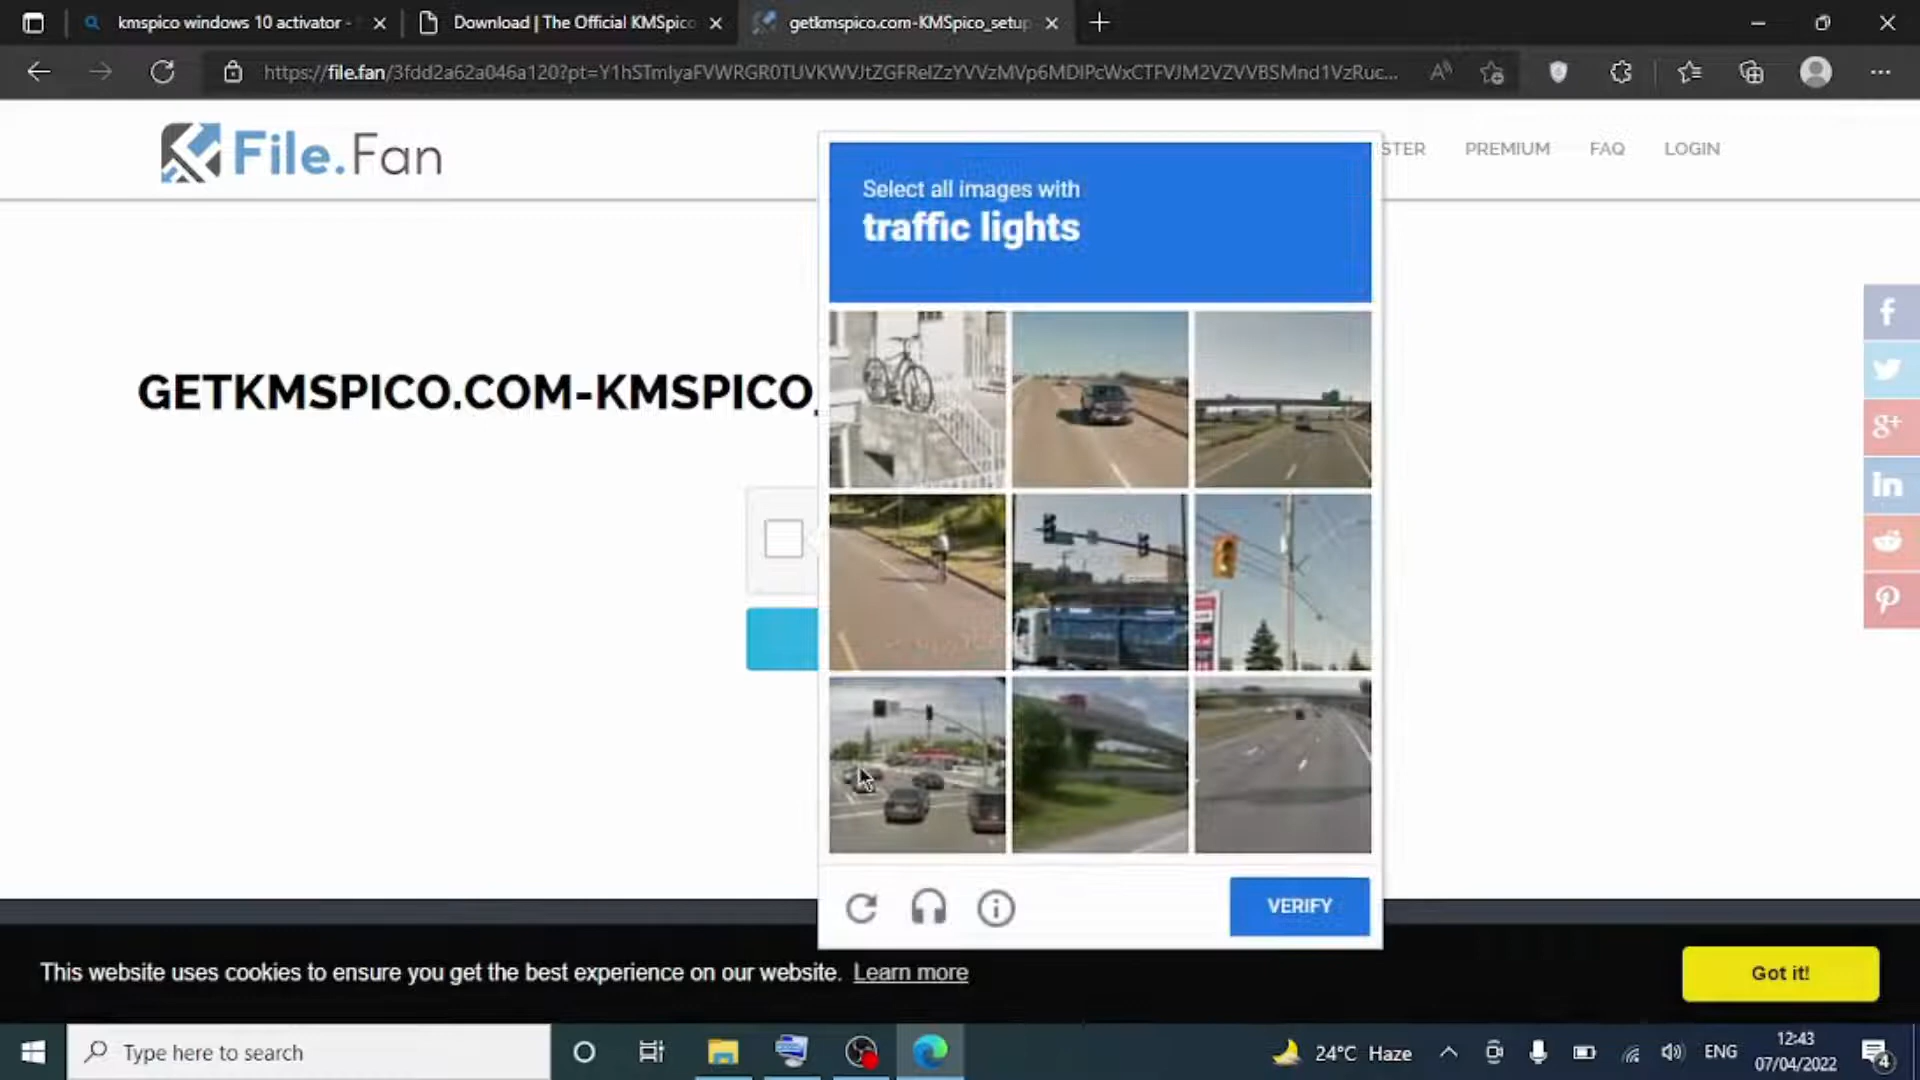 kmspico windows 10 activator -
Download | The Official KMSpico
getkmspico.com-KMSpico_setup
https://file.fan/3fdd2a62a046a120?pt=Y1hSTmlyaFVWRGR0TUVKWVJtZGFRelZzYVVzMVp6MDlPcWxCTFVJM2VZVVBSMnd1VzRuc...
File.Fan
STER
PREMIUM
FAQ
LOGIN
Select all images with
traffic lights
GETKMSPICO.COM-KMSPICO_
VERIFY
This website uses cookies to ensure you get the best experience on our website. Learn more
Got it!
Type here to search
24°C Haze
ENG
12:43
07/04/2022
4